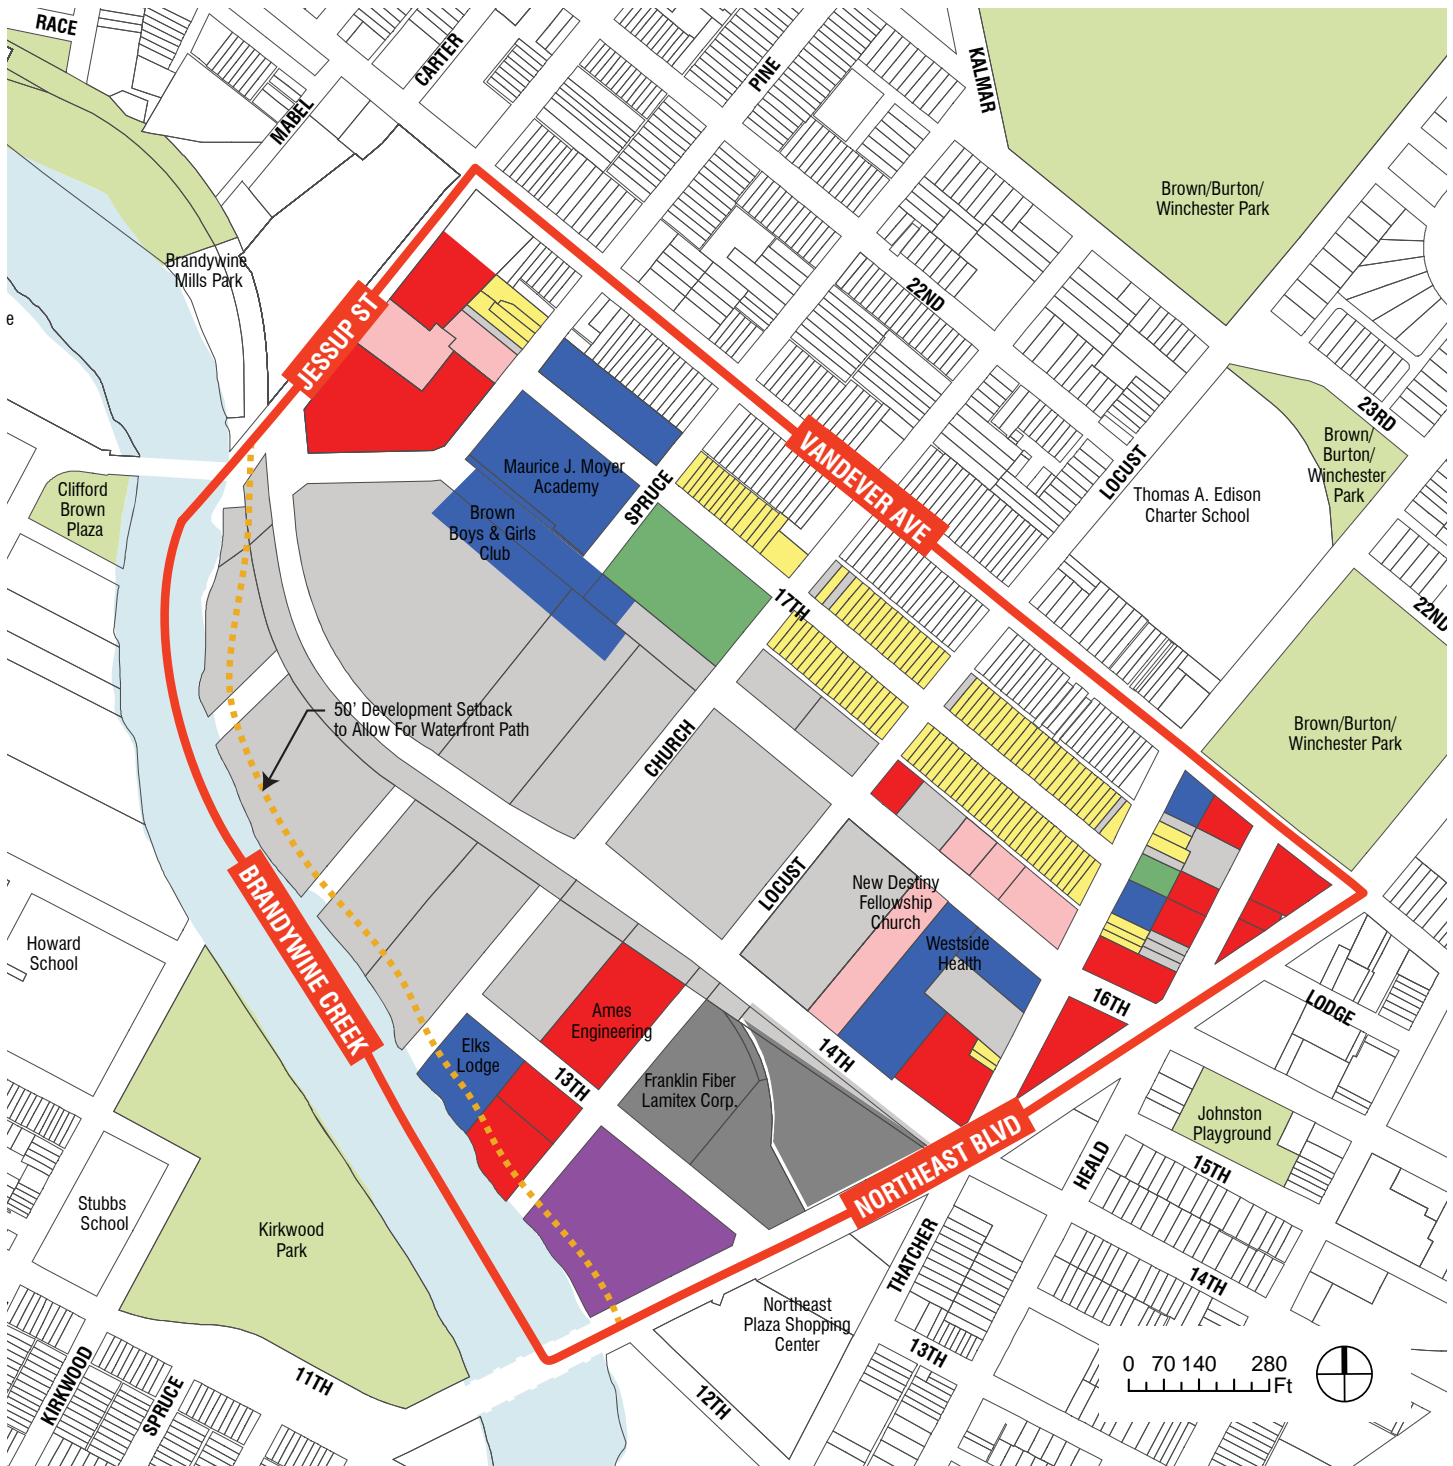 RACE
CARTER
PINE
KALMAR
MABEL
Brown/Burton/
Winchester Park
Brandywine
Mills Park
22ND
e
JESSUP ST
23RD
VANDEVER AVE
LOCUST
Brown/
Burton/
Winchester
Park
Clifford
Brown
Plaza
Maurice J. Moyer
Academy
SPRUCE
Thomas A. Edison
Charter School
Brown
Boys & Girls
Club
17TH
22ND
50’ Development Setback
to Allow For Waterfront Path
CHURCH
Brown/Burton/
Winchester Park
LOCUST
New Destiny
Fellowship
Church
BRANDYWINE CREEK
Howard
School
Westside
Health
16TH
LODGE
Ames
Engineering
Elks
Lodge
14TH
13TH
Franklin Fiber
Lamitex Corp.
NORTHEAST BLVD
Johnston
Playground
HEALD
15TH
Stubbs
School
Kirkwood
Park
THATCHER
14TH
Northeast
Plaza Shopping
Center
13TH
KIRKWOOD
SPRUCE
11TH
12TH
0 70 140 280
Ft